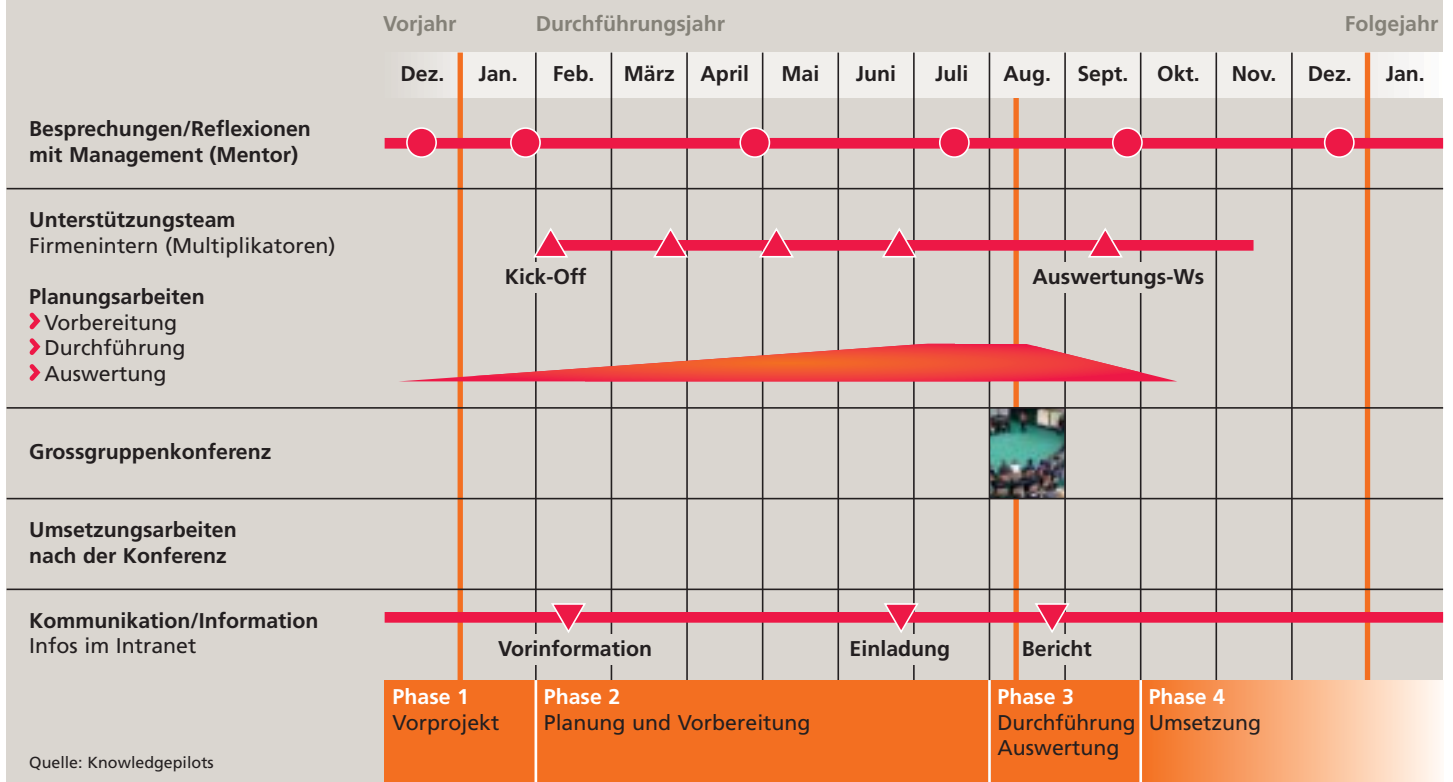 Vorjahr Durchführungsjahr Folgejahr
Dez. Jan. Feb. März April Mai Juni Juli Aug. Sept. Okt. Nov. Dez. Jan.
Besprechungen/Reflexionen
mit Management (Mentor)
Unterstützungsteam
Firmenintern (Multiplikatoren)
Kick-Off Auswertungs-Ws
Planungsarbeiten
Vorbereitung
Durchführung
Auswertung
Grossgruppenkonferenz
Umsetzungsarbeiten
nach der Konferenz
Kommunikation/Information
Infos im Intranet
Vorinformation Einladung Bericht
Phase 1
Vorprojekt
Phase 2
Planung und Vorbereitung
Phase 3
Durchführung
Auswertung
Phase 4
Umsetzung
Quelle: Knowledgepilots